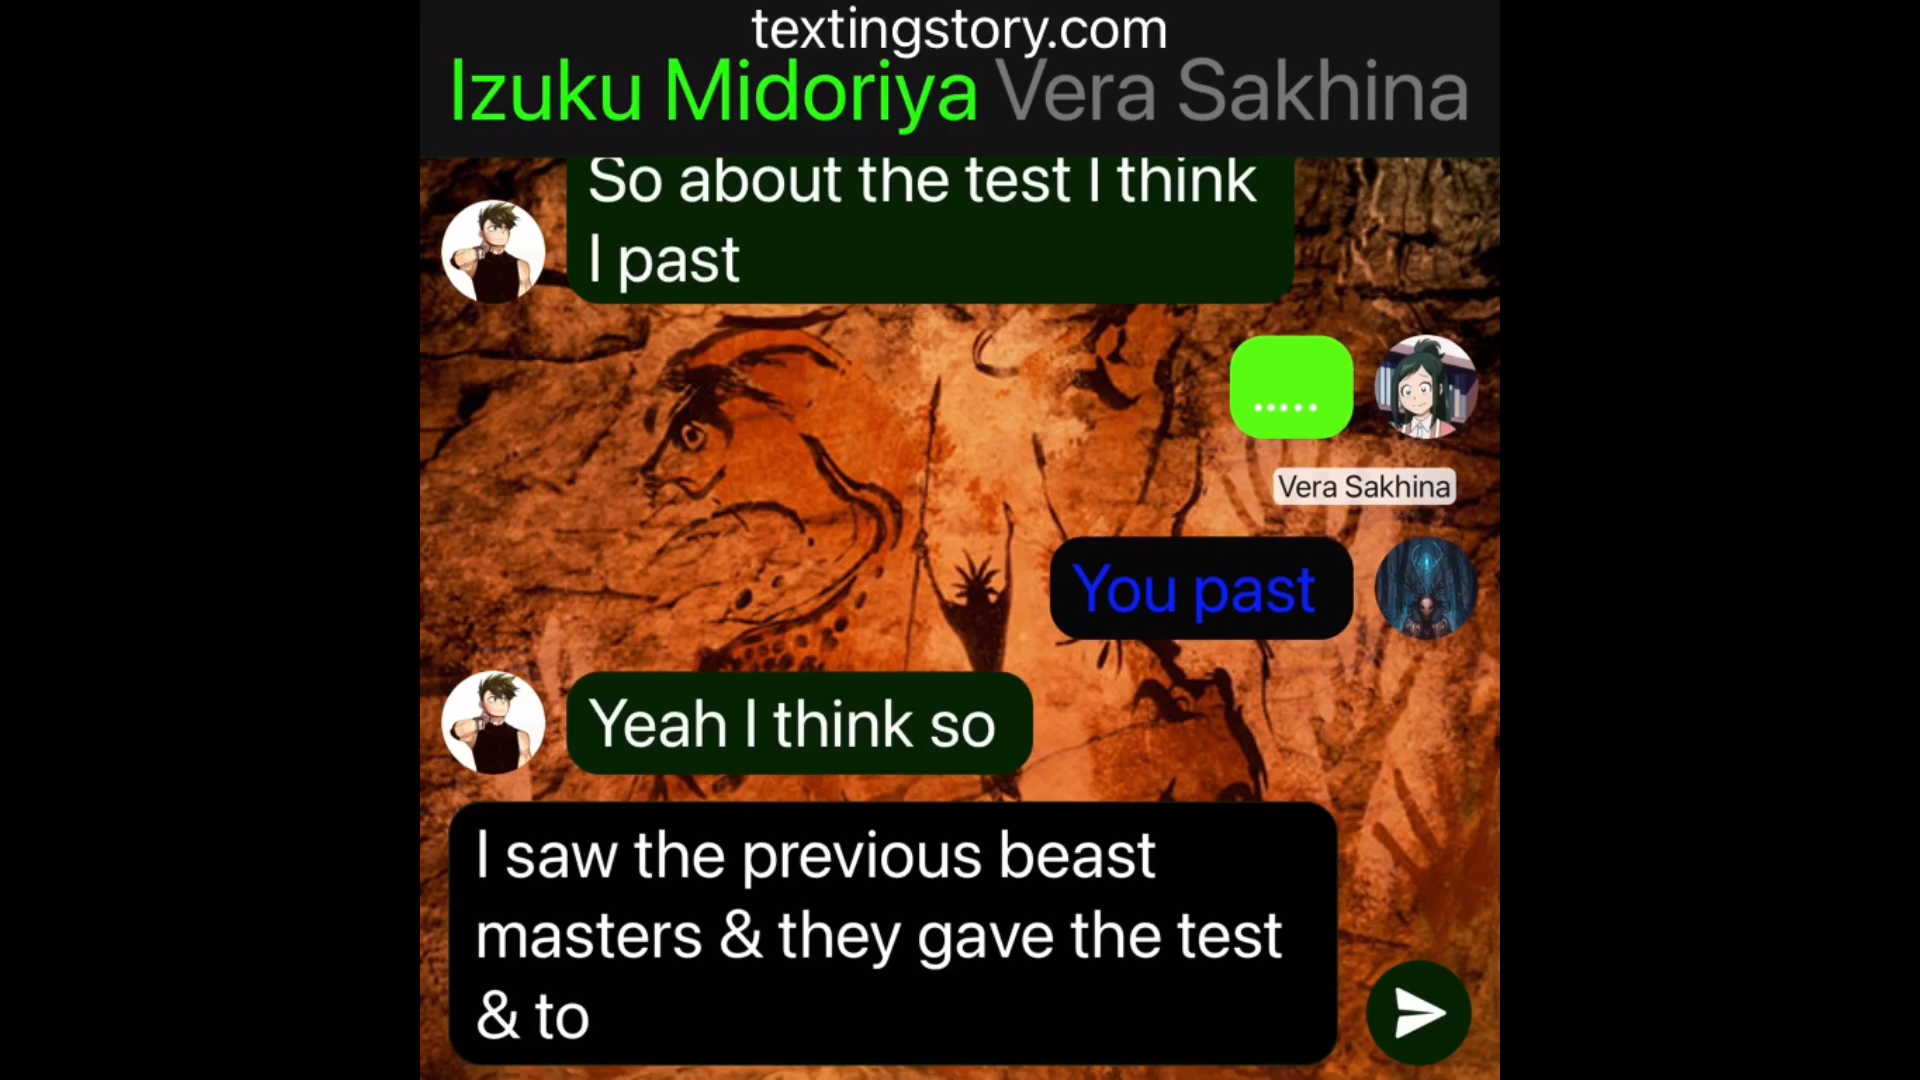 textingstory.com
Izuku Midoriya Vera Sakhina
So about the test I think
I past
.....
Vera Sakhina
You past
Yeah I think so
I saw the previous beast
masters & they gave the test
& to